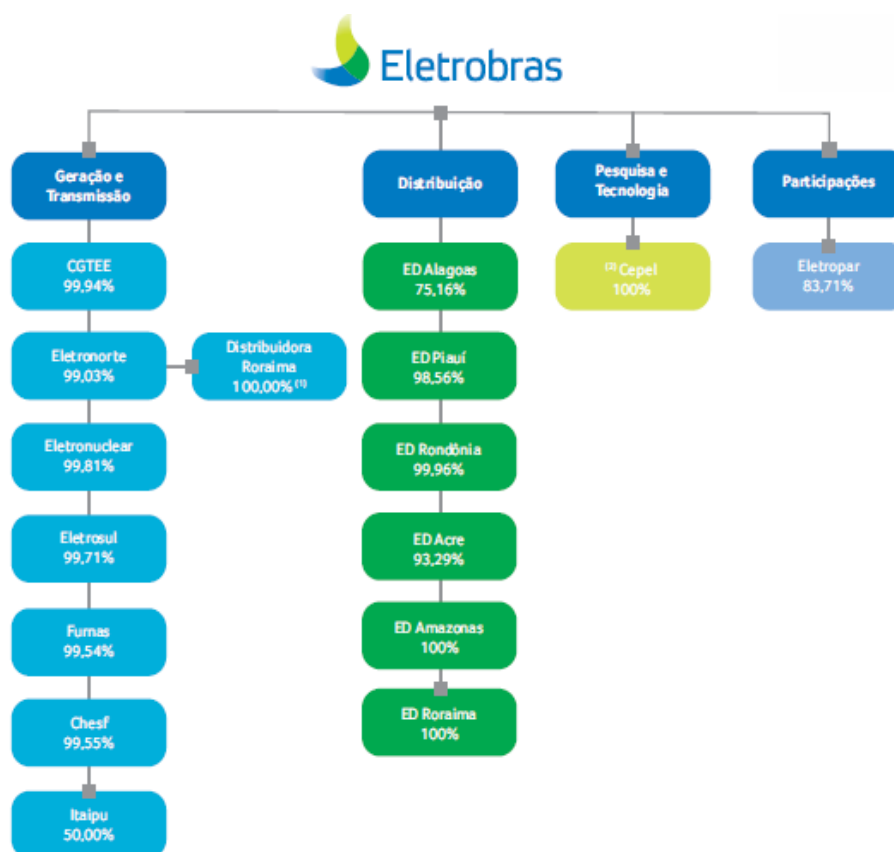 Eletrobras
Geração e
Transmissão
CGTEE
99,94%
Eletronorte
99,03%
Distribuidora
Roraima
100,00% (1)
Eletronuclear
99,81%
Eletrosul
99,71%
Furnas
99,54%
Chesf
99,55%
Itaipu
50,00%
Distribuição
ED Alagoas
75,16%
ED Piauí
98,56%
ED Rondônia
99,96%
ED Acre
93,29%
ED Amazonas
100%
ED Roraima
100%
Pesquisa e
Tecnologia
(2) Cepel
100%
Participações
Eletropar
83,71%